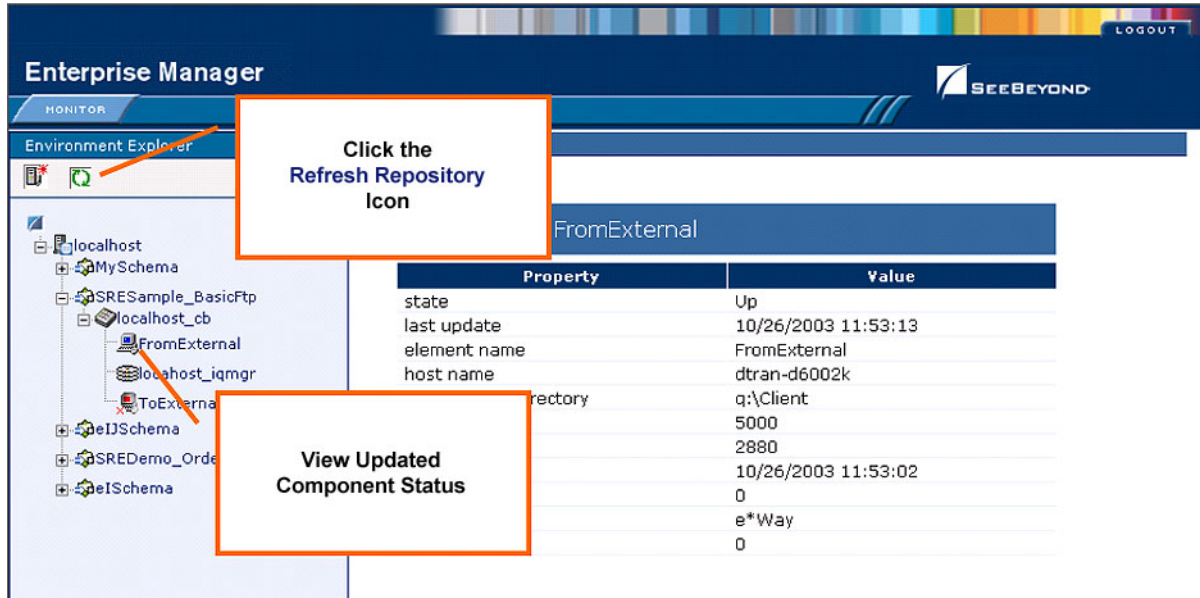 LOGOUT
Enterprise Manager
SEEBEYOND
MONITOR
Environment Explorer
Click the
Refresh Repository
Icon
FromExternal
localhost
MySchema
SRESample_BasicFtp
localhost_cb
FromExternal
locahost_iqmgr
ToExterna
eIJSchema
SREDemo_Orde
eISchema
View Updated
Component Status
Property Value
state Up
last update 10/26/2003 11:53:13
element name FromExternal
host name dtran-d6002k
rectory q:\Client
5000
2880
10/26/2003 11:53:02
0
e*Way
0